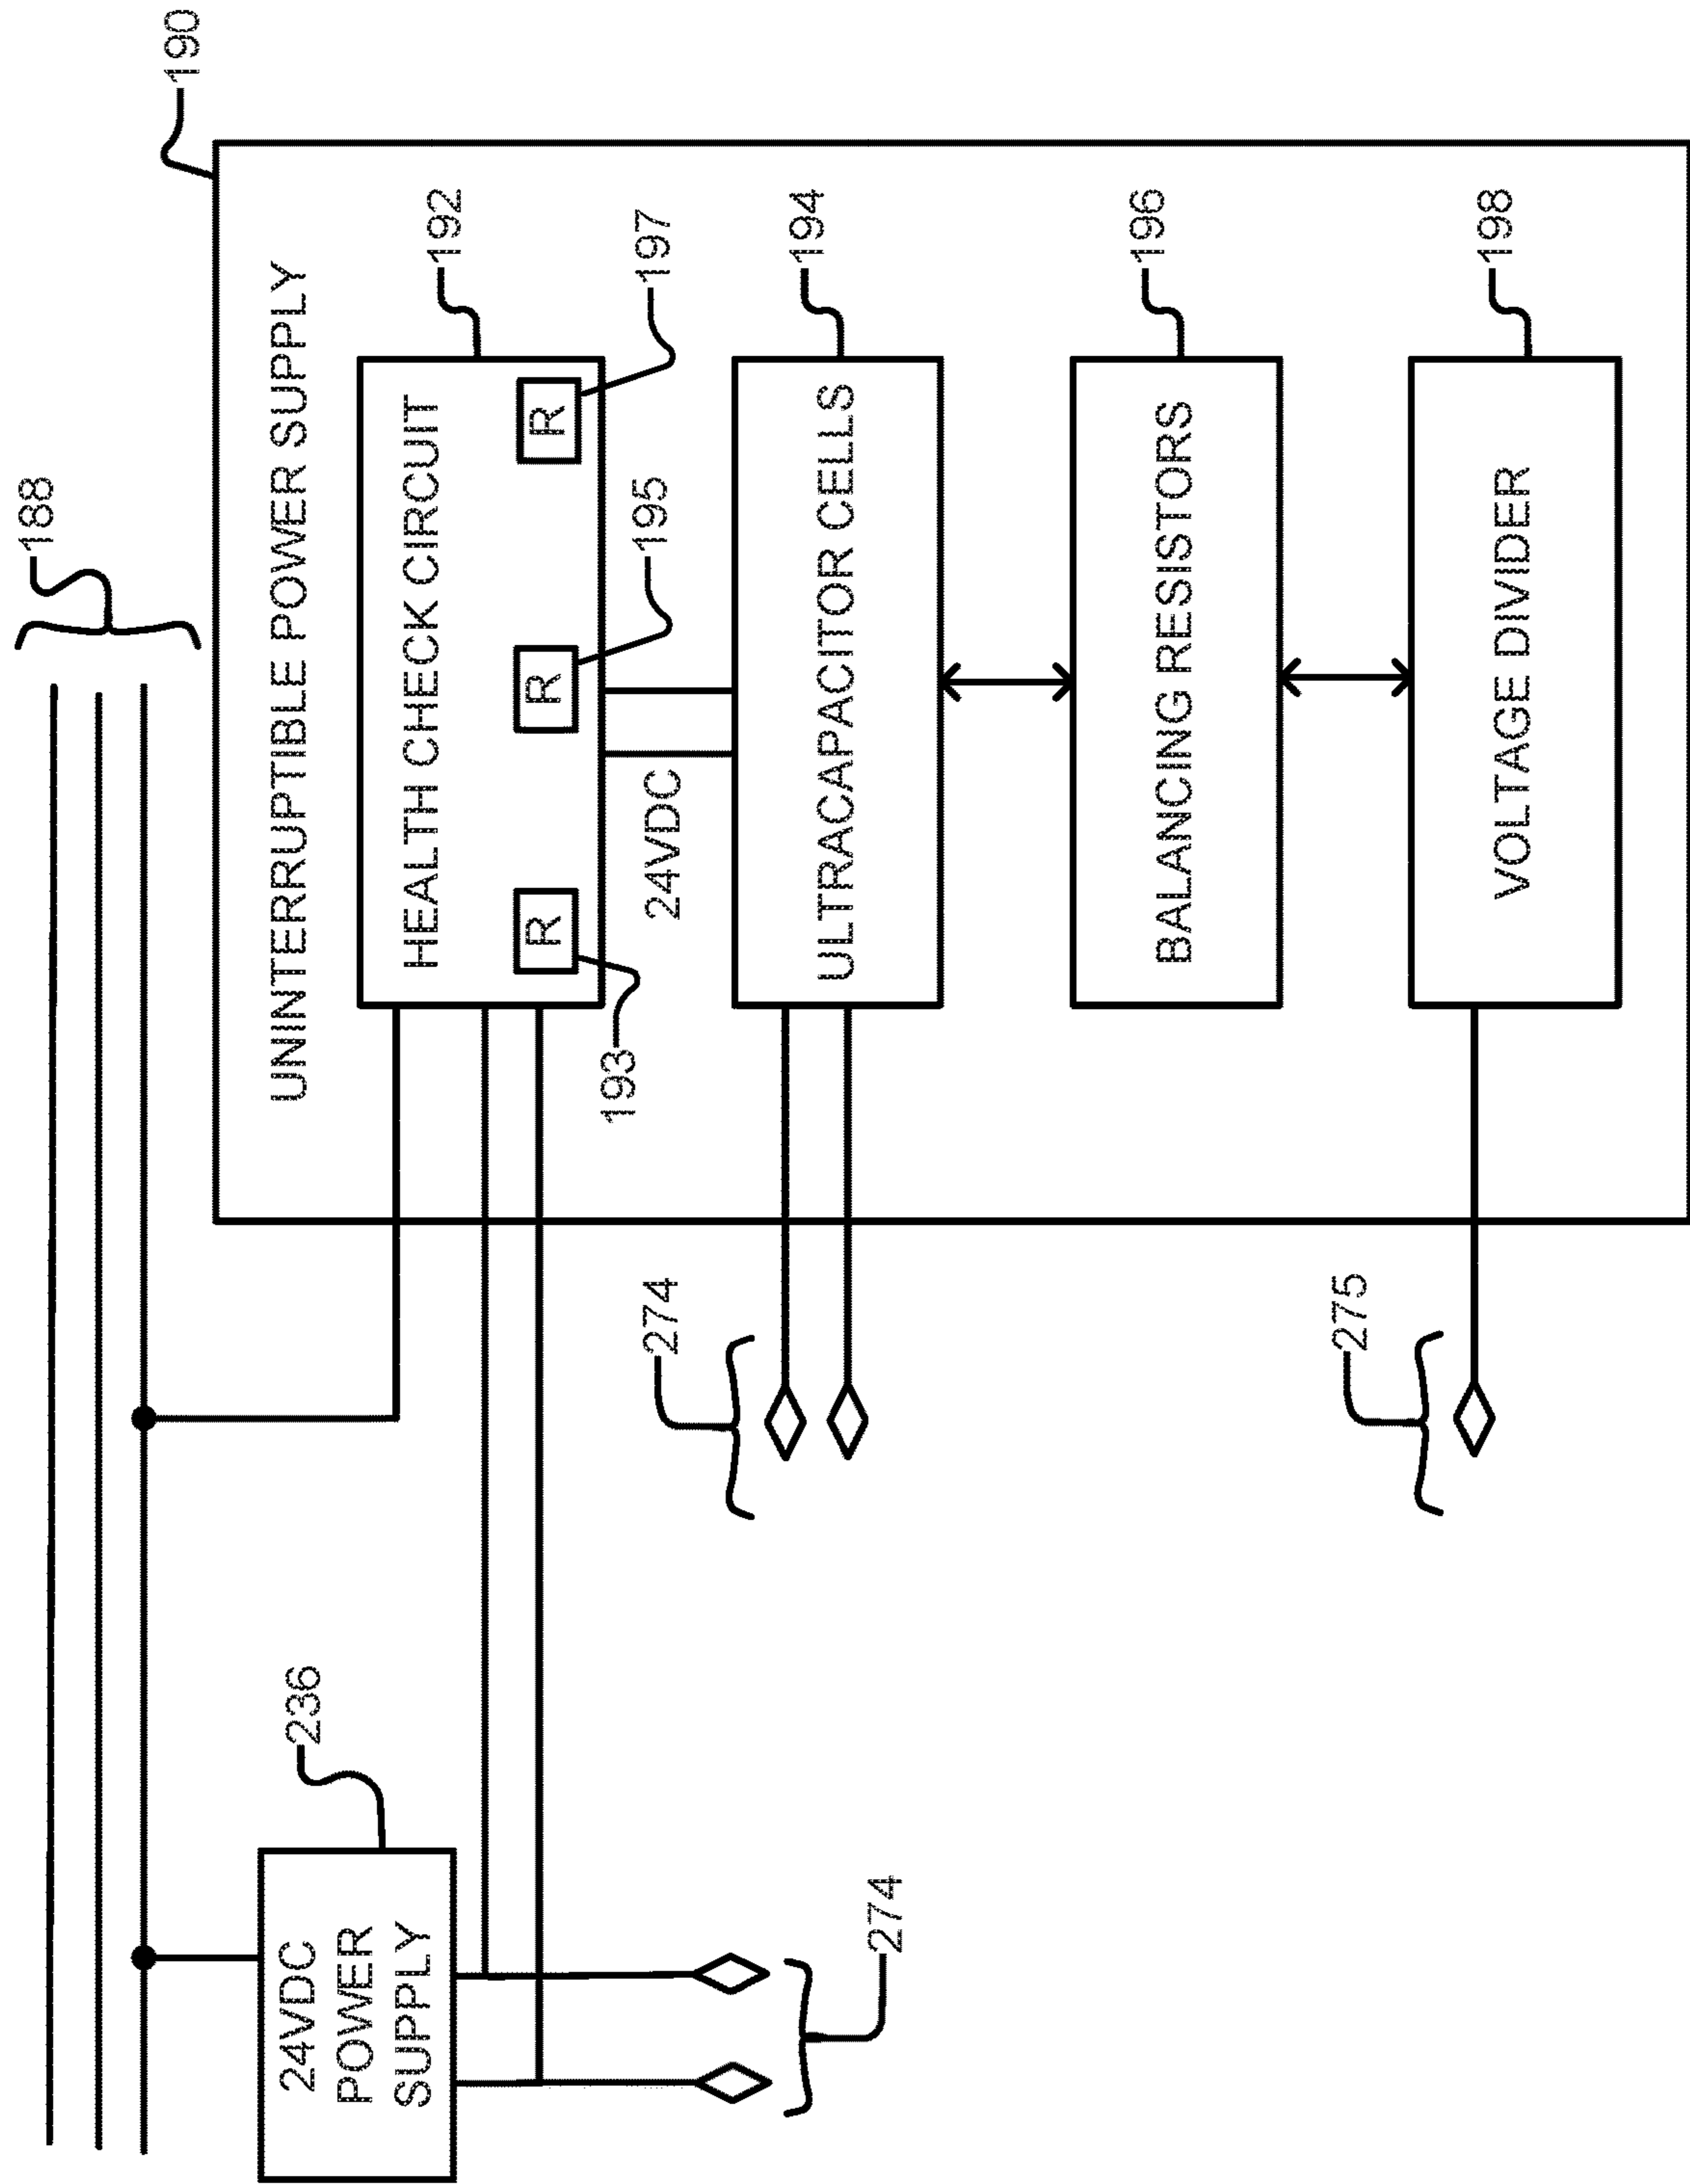 188
190
UNINTERRUPTIBLE POWER SUPPLY
192
HEALTH CHECK CIRCUIT
R
R
R
193
195
197
24VDC
194
ULTRACAPACITOR CELLS
196
BALANCING RESISTORS
198
VOLTAGE DIVIDER
236
24VDC
POWER
SUPPLY
274
274
275